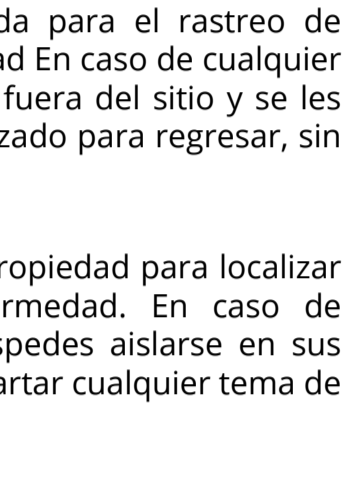 da para el rastreo de
ad En caso de cualquier
fuera del sitio y se les
zado para regresar, sin
ropiedad para localizar
rmedad. En caso de
spedes aislarse en sus
artar cualquier tema de